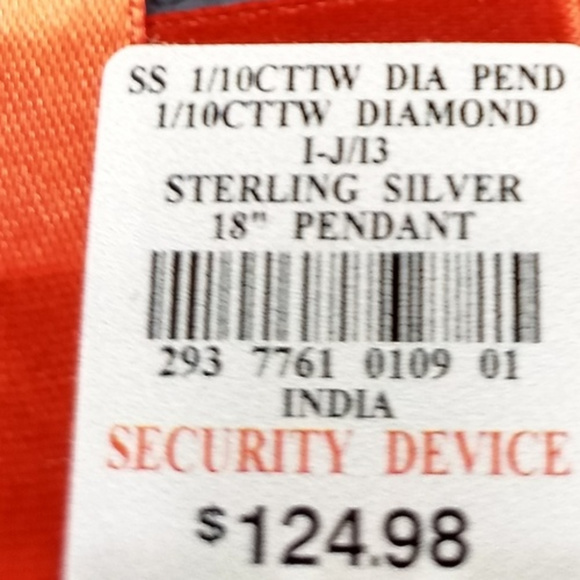 SS 1/10CTTW DIA PEND
1/10CTTW DIAMOND
I-J/I3
STERLING SILVER
18" PENDANT
293 7761 0109 01
INDIA
SECURITY DEVICE
$124.98